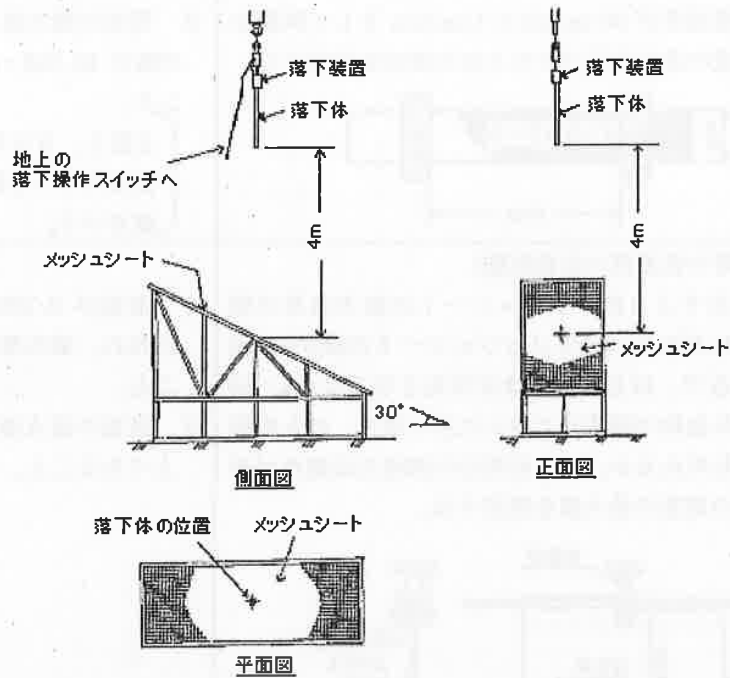 落下装置
落下体
地上の
落下操作スイッチへ
4m
メッシュシート
30°
側面図
落下装置
落下体
4m
メッシュシート
正面図
落下体の位置
メッシュシート
平面図